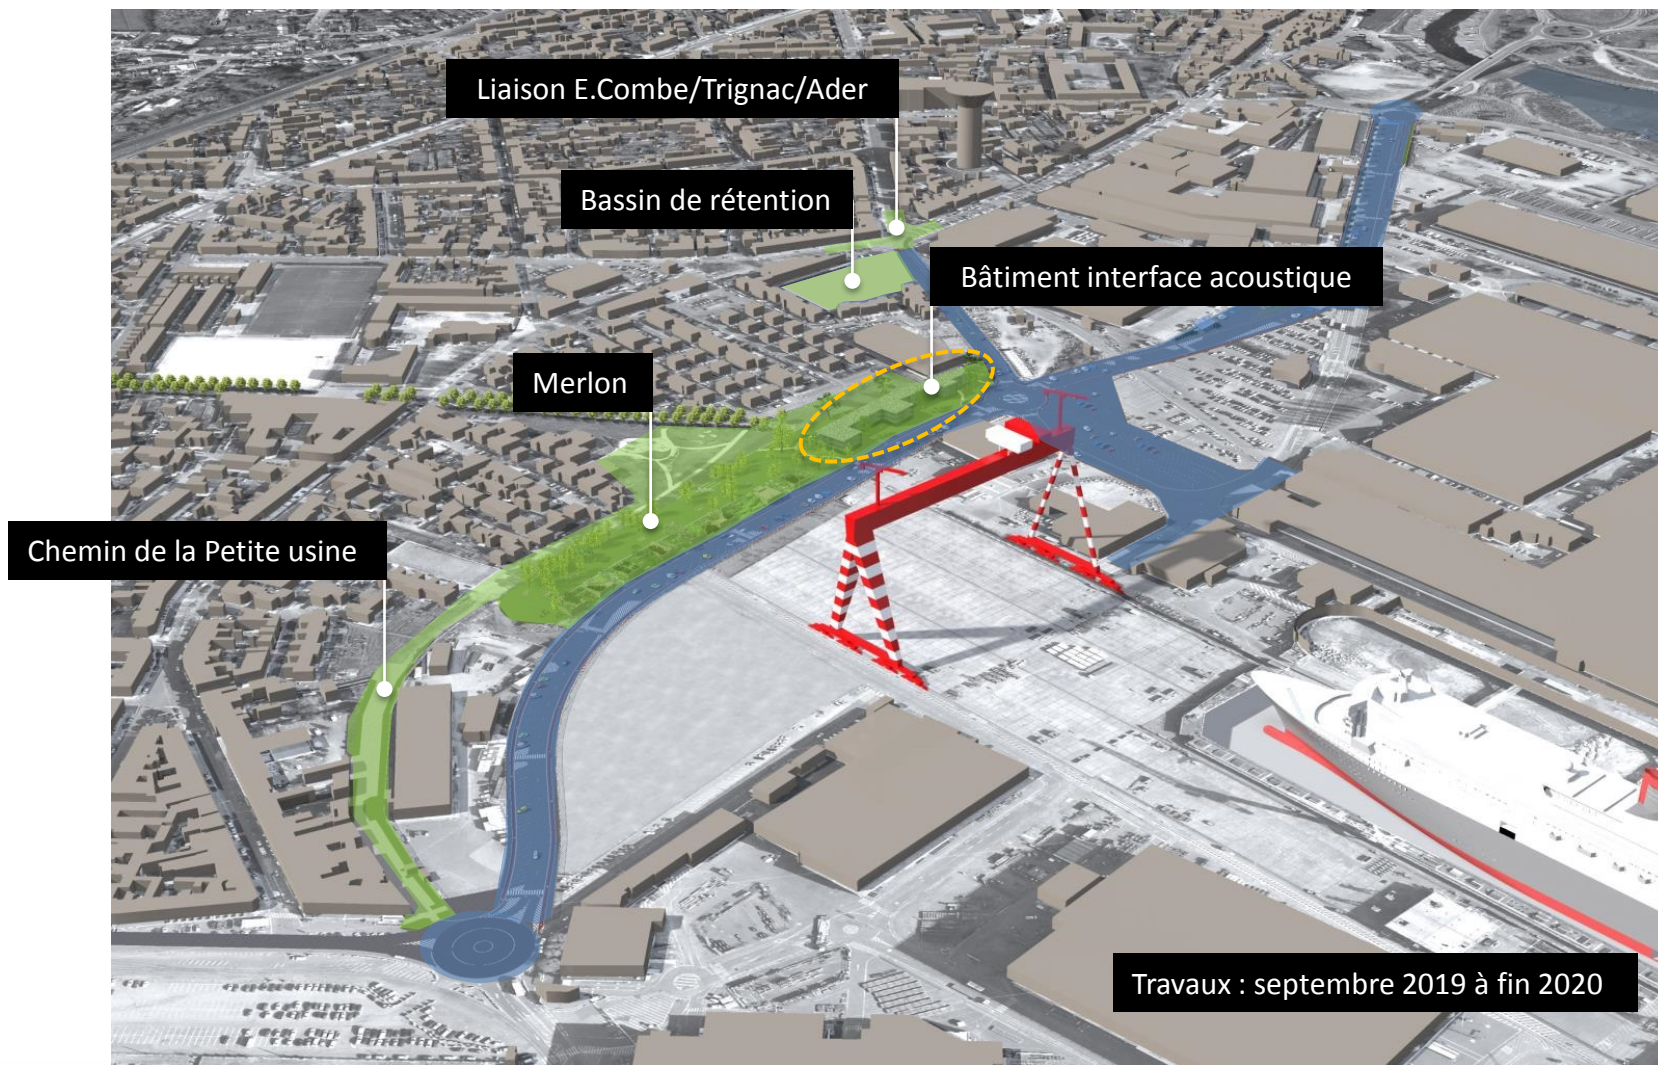 Liaison E.Combe/Trignac/Ader
Bassin de rétention
Bâtiment interface acoustique
Merlon
Chemin de la Petite usine
Travaux : septembre 2019 à fin 2020